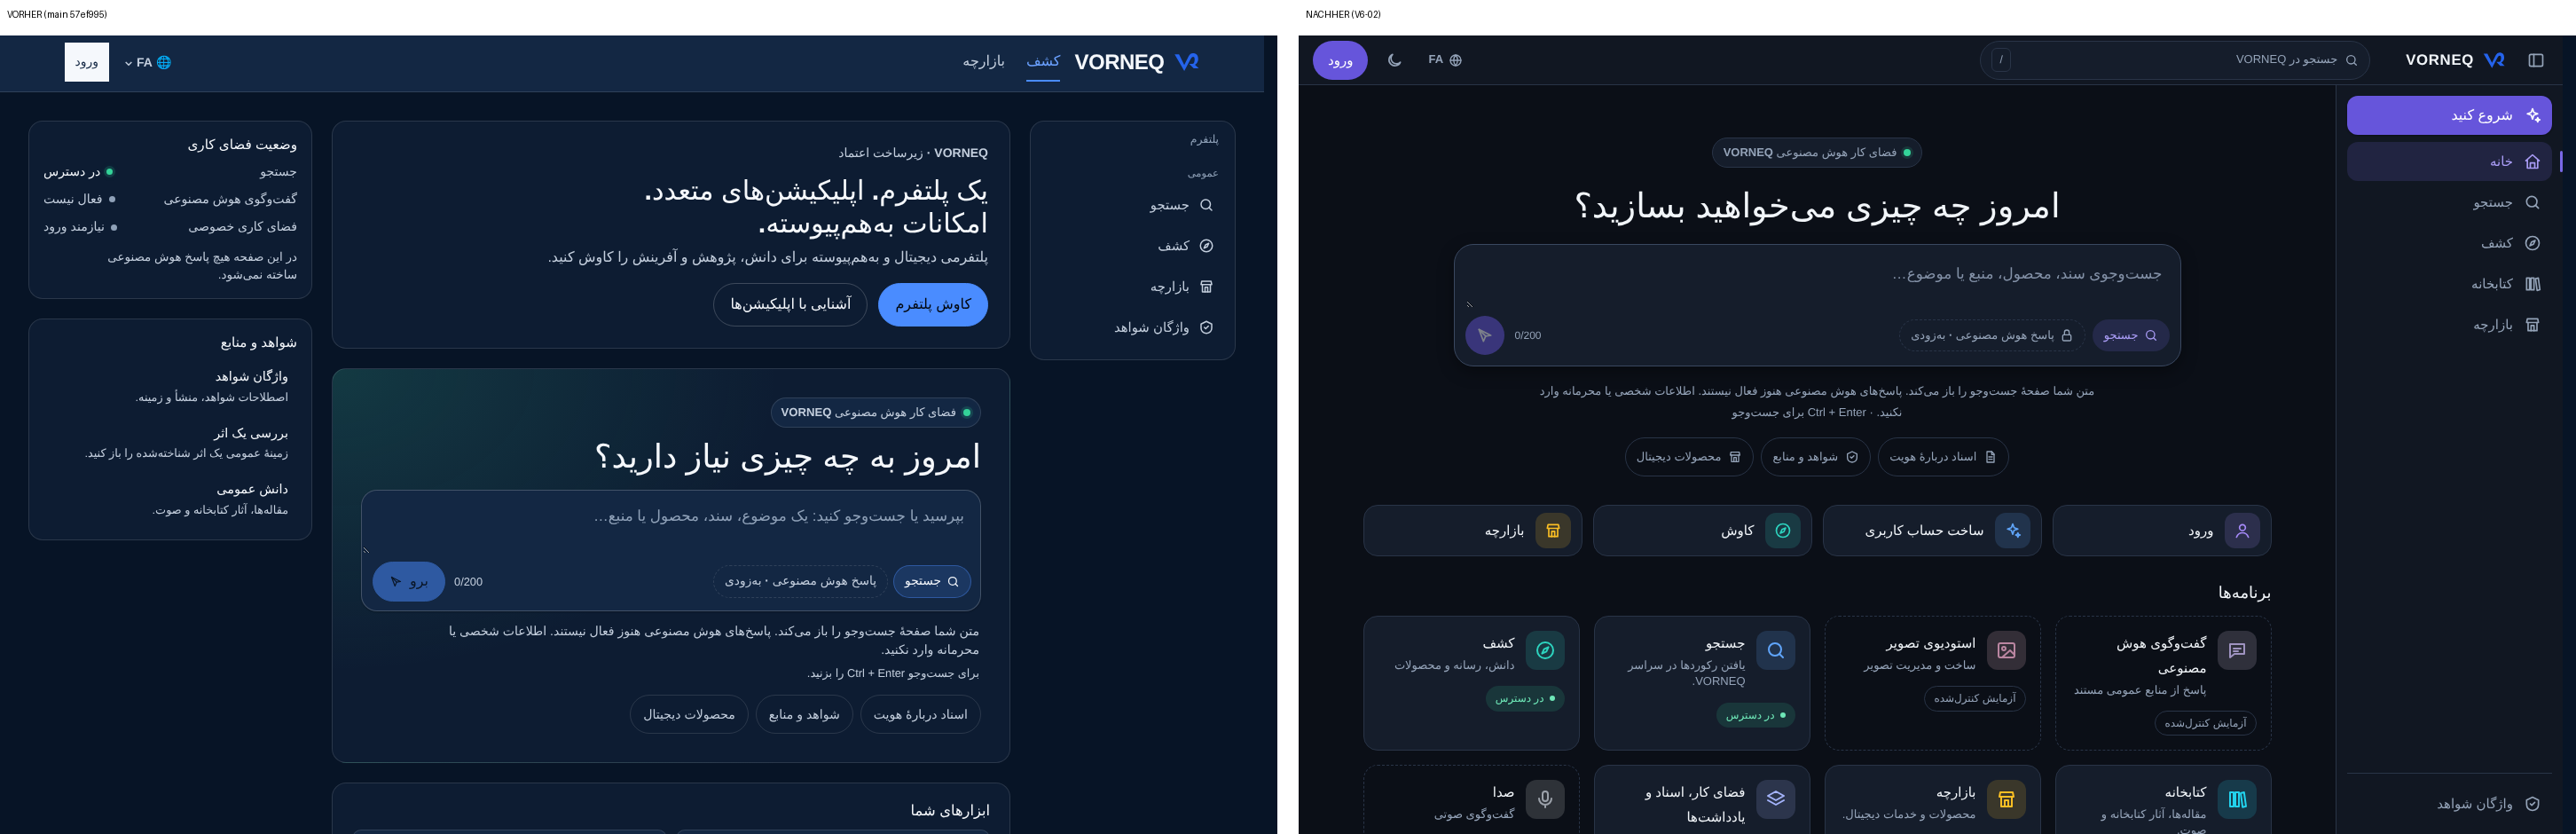 VORHER (main 57ef995)
VORNEQ
کشف
بازارچه
FA
ورود
پلتفرم
عمومی
جستجو
کشف
بازارچه
واژگان شواهد
VORNEQ · زیرساخت اعتماد
یک پلتفرم. اپلیکیشن‌های متعدد.
امکانات به‌هم‌پیوسته.
پلتفرمی دیجیتال و به‌هم‌پیوسته برای دانش، پژوهش و آفرینش را کاوش کنید.
کاوش پلتفرم
آشنایی با اپلیکیشن‌ها
فضای کار هوش مصنوعی VORNEQ
امروز به چه چیزی نیاز دارید؟
بپرسید یا جست‌وجو کنید: یک موضوع، سند، محصول یا منبع…
جستجو
پاسخ هوش مصنوعی · به‌زودی
0/200
برو
متن شما صفحهٔ جست‌وجو را باز می‌کند. پاسخ‌های هوش مصنوعی هنوز فعال نیستند. اطلاعات شخصی یا
محرمانه وارد نکنید.
برای جست‌وجو Ctrl + Enter را بزنید.
اسناد دربارهٔ هویت
شواهد و منابع
محصولات دیجیتال
ابزارهای شما
وضعیت فضای کاری
جستجو
در دسترس
گفت‌وگوی هوش مصنوعی
فعال نیست
فضای کاری خصوصی
نیازمند ورود
در این صفحه هیچ پاسخ هوش مصنوعی
ساخته نمی‌شود.
شواهد و منابع
واژگان شواهد
اصطلاحات شواهد، منشأ و زمینه.
بررسی یک اثر
زمینهٔ عمومی یک اثر شناخته‌شده را باز کنید.
دانش عمومی
مقاله‌ها، آثار کتابخانه و صوت.
NACHHER (V6-02)
VORNEQ
جستجو در VORNEQ
/
FA
ورود
شروع کنید
خانه
جستجو
کشف
کتابخانه
بازارچه
واژگان شواهد
فضای کار هوش مصنوعی VORNEQ
امروز چه چیزی می‌خواهید بسازید؟
جست‌وجوی سند، محصول، منبع یا موضوع…
جستجو
پاسخ هوش مصنوعی · به‌زودی
0/200
متن شما صفحهٔ جست‌وجو را باز می‌کند. پاسخ‌های هوش مصنوعی هنوز فعال نیستند. اطلاعات شخصی یا محرمانه وارد
نکنید. · Ctrl + Enter برای جست‌وجو
اسناد دربارهٔ هویت
شواهد و منابع
محصولات دیجیتال
ورود
ساخت حساب کاربری
کاوش
بازارچه
برنامه‌ها
گفت‌وگوی هوش
مصنوعی
پاسخ از منابع عمومی مستند
آزمایش کنترل‌شده
استودیوی تصویر
ساخت و مدیریت تصویر
آزمایش کنترل‌شده
جستجو
یافتن رکوردها در سراسر
VORNEQ.
در دسترس
کشف
دانش، رسانه و محصولات
در دسترس
کتابخانه
مقاله‌ها، آثار کتابخانه و
صوت.
بازارچه
محصولات و خدمات دیجیتال.
فضای کار، اسناد و
یادداشت‌ها
صدا
گفت‌وگوی صوتی